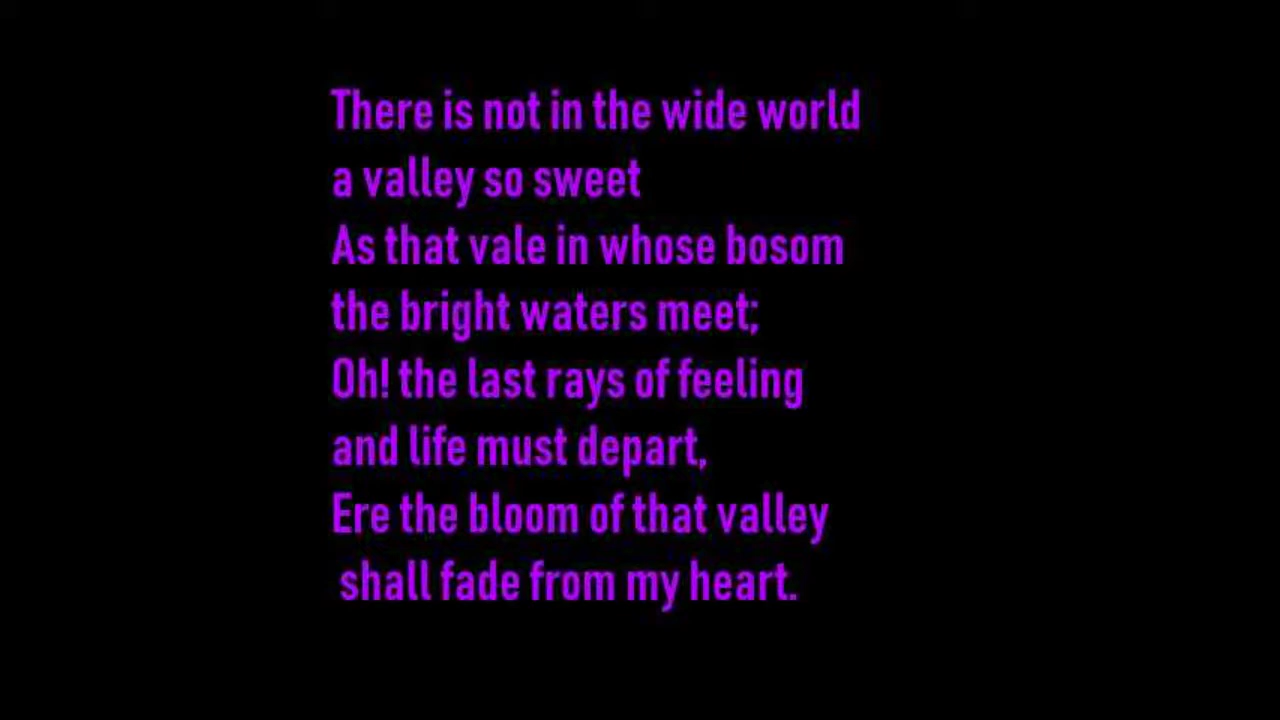 There is not in the wide world
a valley so sweet
As that vale in whose bosom
the bright waters meet;
Oh! the last rays of feeling
and life must depart,
Ere the bloom of that valley
shall fade from my heart.